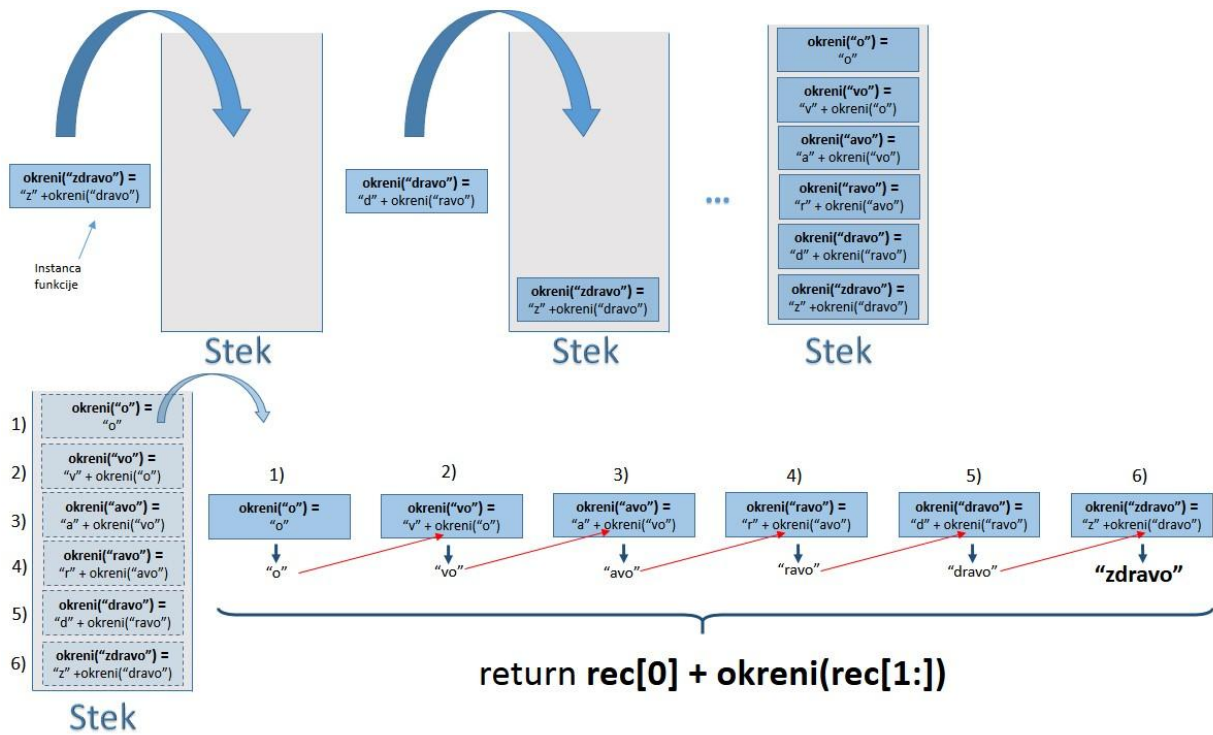 okreni(“zdravo”) =
“z” +okreni(“dravo”)
Instanca
funkcije
Stek
okreni(“dravo”) =
“d” + okreni(“ravo”)
okreni(“zdravo”) =
“z” +okreni(“dravo”)
Stek
...
okreni(“o”) =
“o”
okreni(“vo”) =
“v” + okreni(“o”)
okreni(“avo”) =
“a” + okreni(“vo”)
okreni(“ravo”) =
“r” + okreni(“avo”)
okreni(“dravo”) =
“d” + okreni(“ravo”)
okreni(“zdravo”) =
“z” +okreni(“dravo”)
Stek
1)
okreni(“o”) =
“o”
2)
okreni(“vo”) =
“v” + okreni(“o”)
3)
okreni(“avo”) =
“a” + okreni(“vo”)
4)
okreni(“ravo”) =
“r” + okreni(“avo”)
5)
okreni(“dravo”) =
“d” + okreni(“ravo”)
6)
okreni(“zdravo”) =
“z” +okreni(“dravo”)
Stek
1)
okreni(“o”) =
“o”
“o”
2)
okreni(“vo”) =
“v” + okreni(“o”)
“vo”
3)
okreni(“avo”) =
“a” + okreni(“vo”)
“avo”
4)
okreni(“ravo”) =
“r” + okreni(“avo”)
“ravo”
5)
okreni(“dravo”) =
“d” + okreni(“ravo”)
“dravo”
6)
okreni(“zdravo”) =
“z” +okreni(“dravo”)
“zdravo”
return rec[0] + okreni(rec[1:])